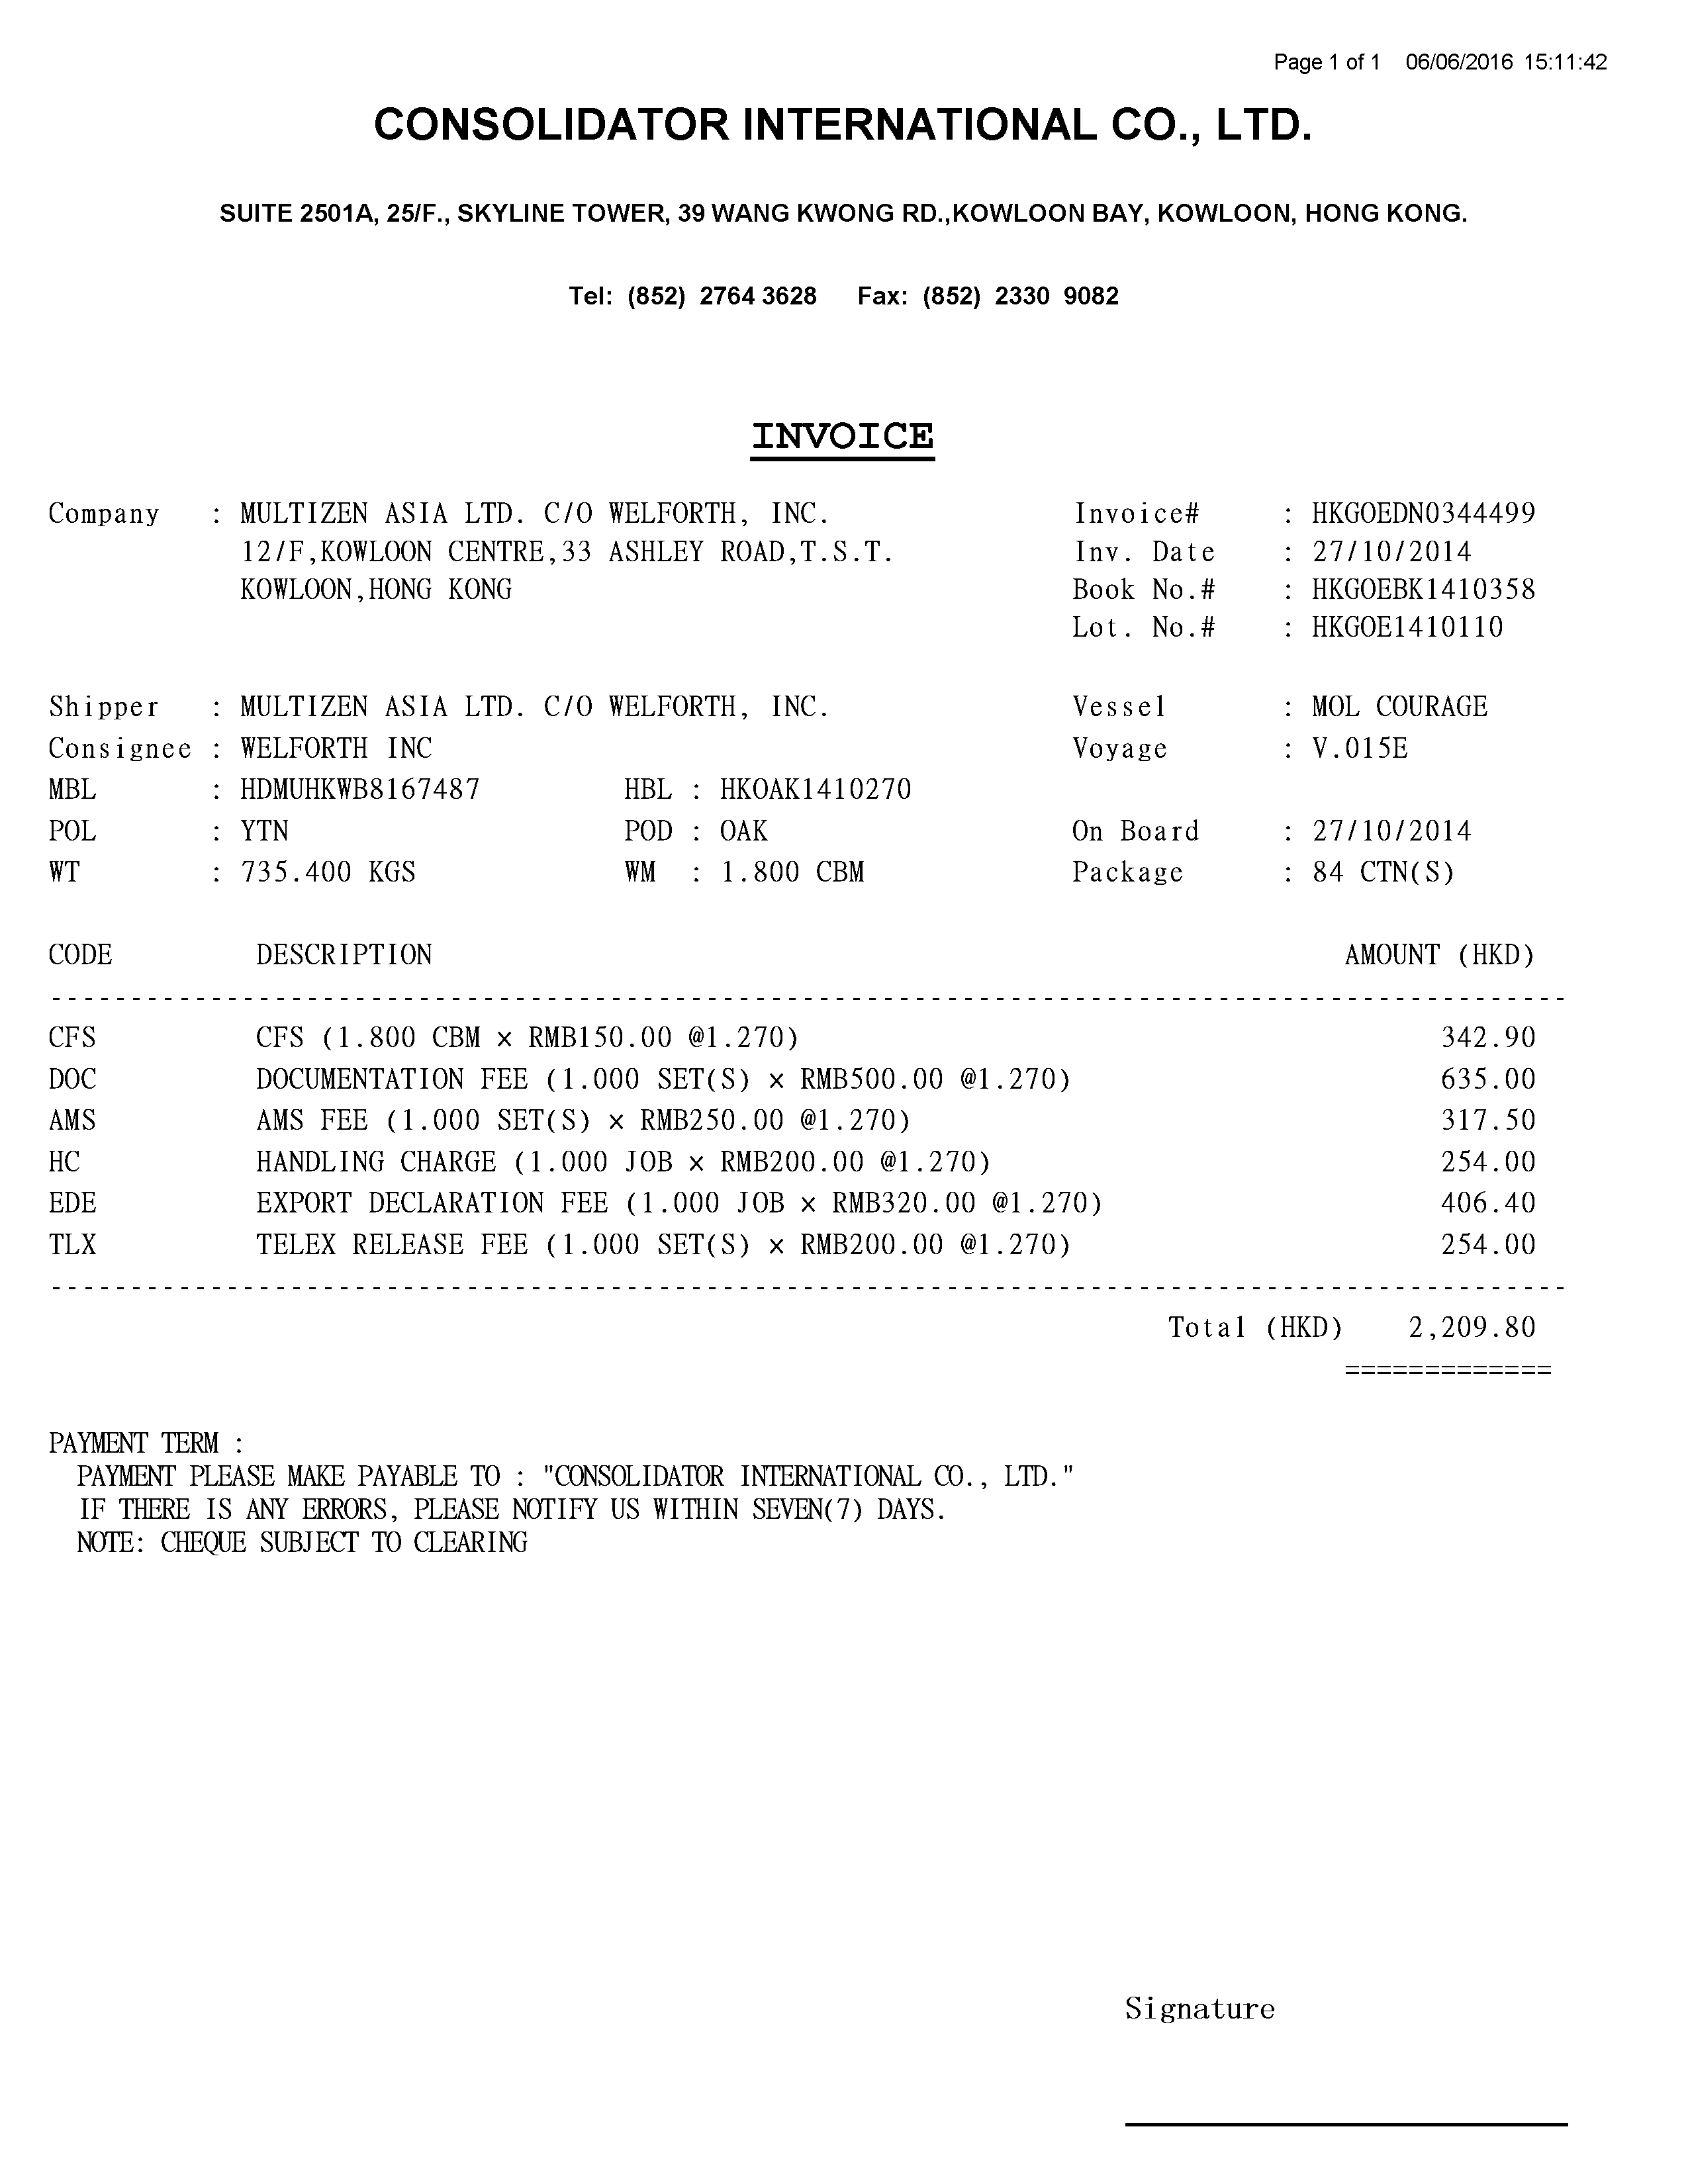 Page 1 of 1 06/06/2016 15:11:42
CONSOLIDATOR INTERNATIONAL CO., LTD.
SUITE 2501A, 25/F., SKYLINE TOWER, 39 WANG KWONG RD.,KOWLOON BAY, KOWLOON, HONG KONG.
Tel: (852) 2764 3628 Fax: (852) 2330 9082
INVOICE
Company : MULTIZEN ASIA LTD. C/O WELFORTH, INC. Invoice# : HKGOEDN0344499
12/F,KOWLOON CENTRE,33 ASHLEY ROAD,T.S.T. Inv. Date : 27/10/2014
KOWLOON,HONG KONG Book No.# : HKGOEBK1410358
Lot. No.# : HKGOE1410110
Shipper : MULTIZEN ASIA LTD. C/O WELFORTH, INC. Vessel : MOL COURAGE
Consignee : WELFORTH INC Voyage : V.015E
MBL : HDMUHKWB8167487 HBL : HKOAK1410270
POL : YTN POD : OAK On Board : 27/10/2014
WT : 735.400 KGS WM : 1.800 CBM Package : 84 CTN(S)
CODE DESCRIPTION AMOUNT (HKD)
CFS CFS (1.800 CBM × RMB150.00 @1.270) 342.90
DOC DOCUMENTATION FEE (1.000 SET(S) × RMB500.00 @1.270) 635.00
AMS AMS FEE (1.000 SET(S) × RMB250.00 @1.270) 317.50
HC HANDLING CHARGE (1.000 JOB × RMB200.00 @1.270) 254.00
EDE EXPORT DECLARATION FEE (1.000 JOB × RMB320.00 @1.270) 406.40
TLX TELEX RELEASE FEE (1.000 SET(S) × RMB200.00 @1.270) 254.00
Total (HKD) 2,209.80
=============
PAYMENT TERM :
PAYMENT PLEASE MAKE PAYABLE TO : "CONSOLIDATOR INTERNATIONAL CO., LTD."
IF THERE IS ANY ERRORS, PLEASE NOTIFY US WITHIN SEVEN(7) DAYS.
NOTE: CHEQUE SUBJECT TO CLEARING
Signature